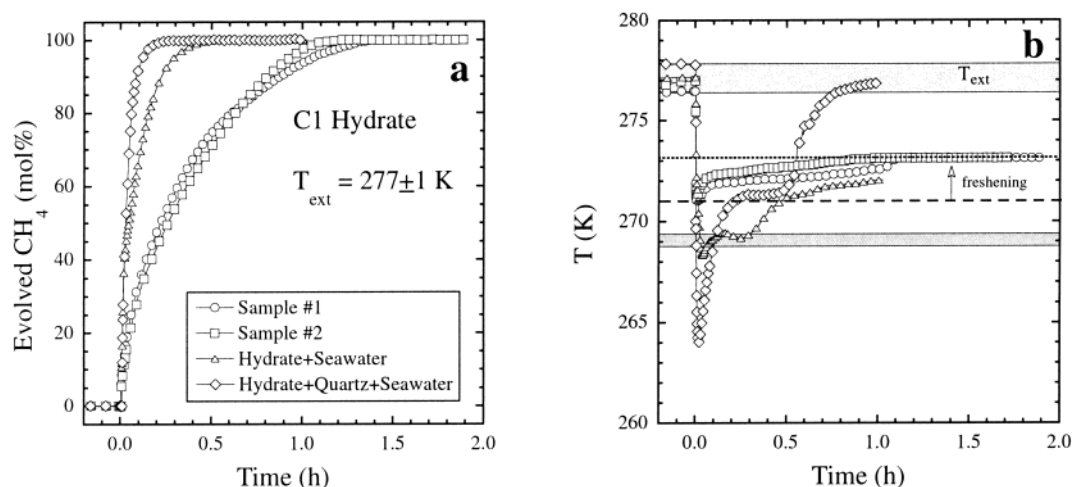 100
80
60
40
20
0
Evolved CH4 (mol%)
a
C1 Hydrate
Text = 277±1 K
Sample #1
Sample #2
Hydrate+Seawater
Hydrate+Quartz+Seawater
0.0 0.5 1.0 1.5 2.0
Time (h)
280
275
270
265
260
T (K)
b
Text
freshening
0.0 0.5 1.0 1.5 2.0
Time (h)